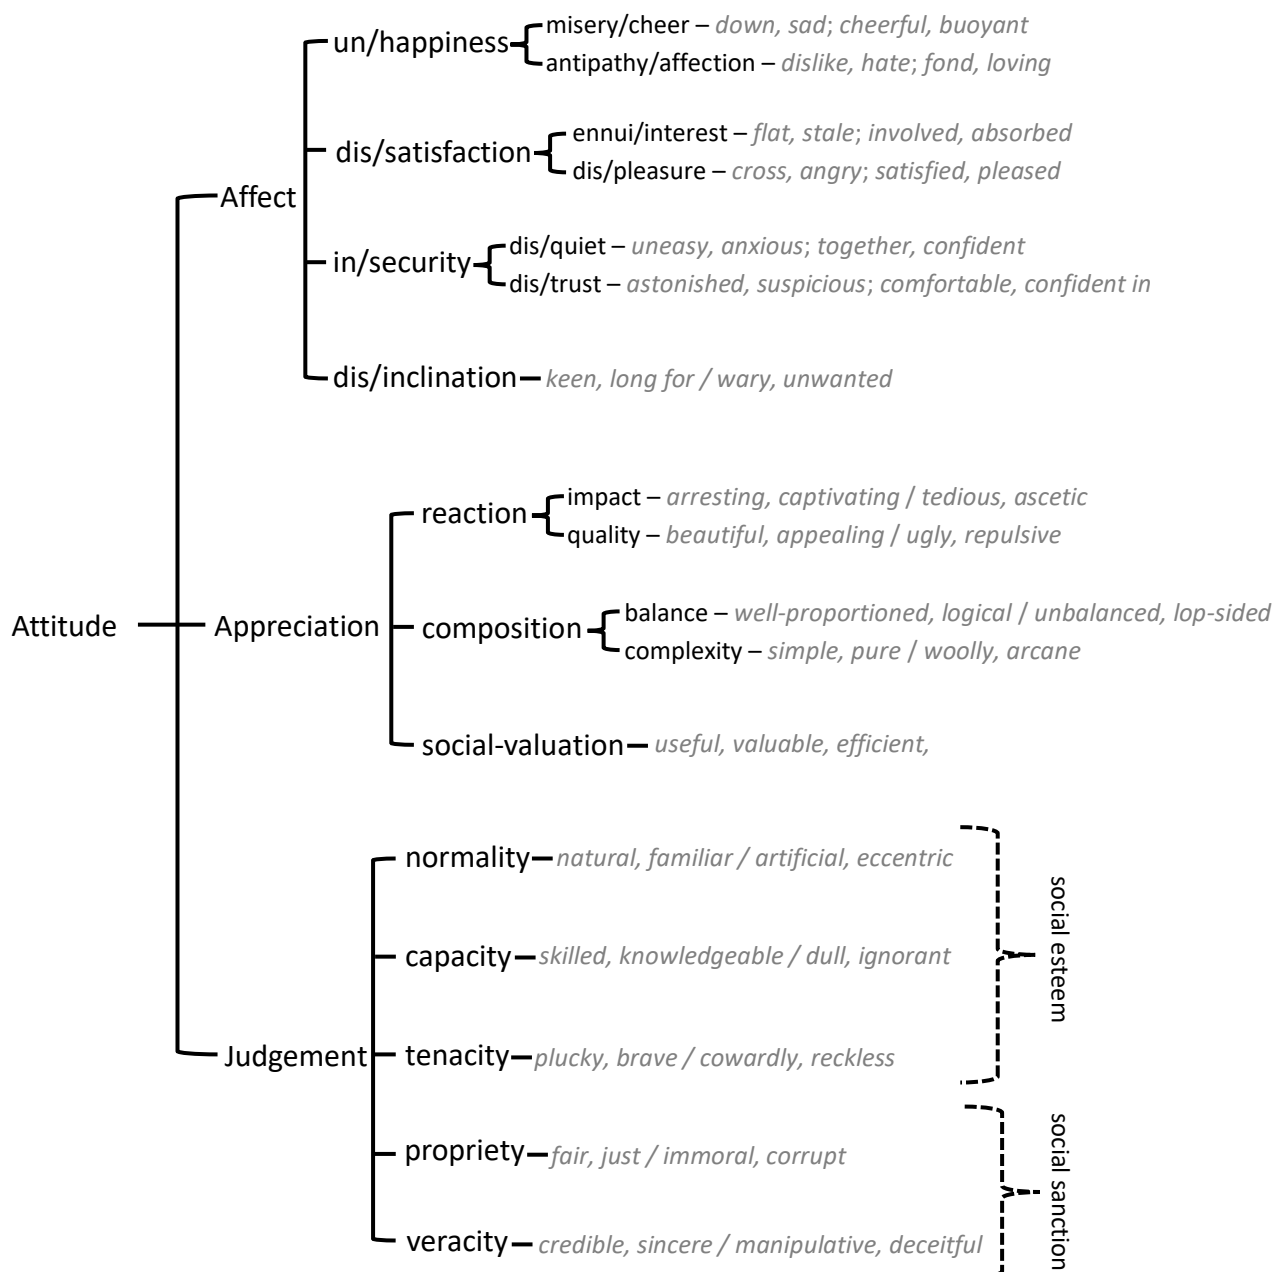 misery/cheer – down, sad; cheerful, buoyant
un/happiness
antipathy/affection – dislike, hate; fond, loving
ennui/interest – flat, stale; involved, absorbed
dis/satisfaction
dis/pleasure – cross, angry; satisfied, pleased
Affect
dis/quiet – uneasy, anxious; together, confident
in/security
dis/trust – astonished, suspicious; comfortable, confident in
dis/inclination keen, long for / wary, unwanted
impact – arresting, captivating / tedious, ascetic
reaction
quality – beautiful, appealing / ugly, repulsive
balance – well-proportioned, logical / unbalanced, lop-sided
Attitude Appreciation composition
complexity – simple, pure / woolly, arcane
social-valuation useful, valuable, efficient,
normality natural, familiar / artificial, eccentric
capacity skilled, knowledgeable / dull, ignorant
social esteem
Judgement tenacity plucky, brave / cowardly, reckless
propriety fair, just / immoral, corrupt
social sanction
veracity credible, sincere / manipulative, deceitful